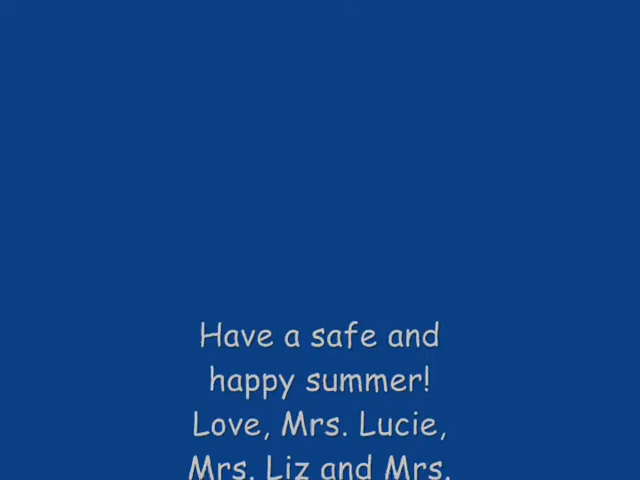 Have a safe and
happy summer!
Love, Mrs. Lucie,
Mrs. Liz and Mrs.